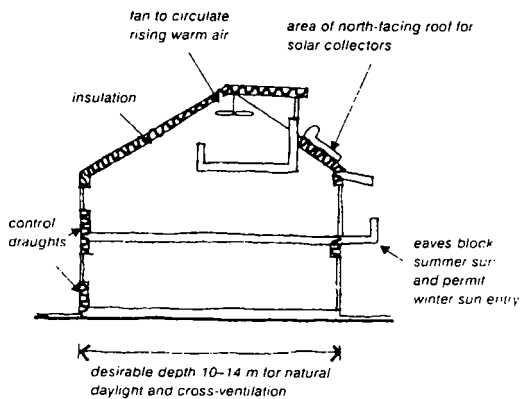 fan to circulate
rising warm air
area of north-facing roof for
solar collectors
insulation
control
draughts
eaves block
summer sun
and permit
winter sun entry
desirable depth 10–14 m for natural
daylight and cross-ventilation